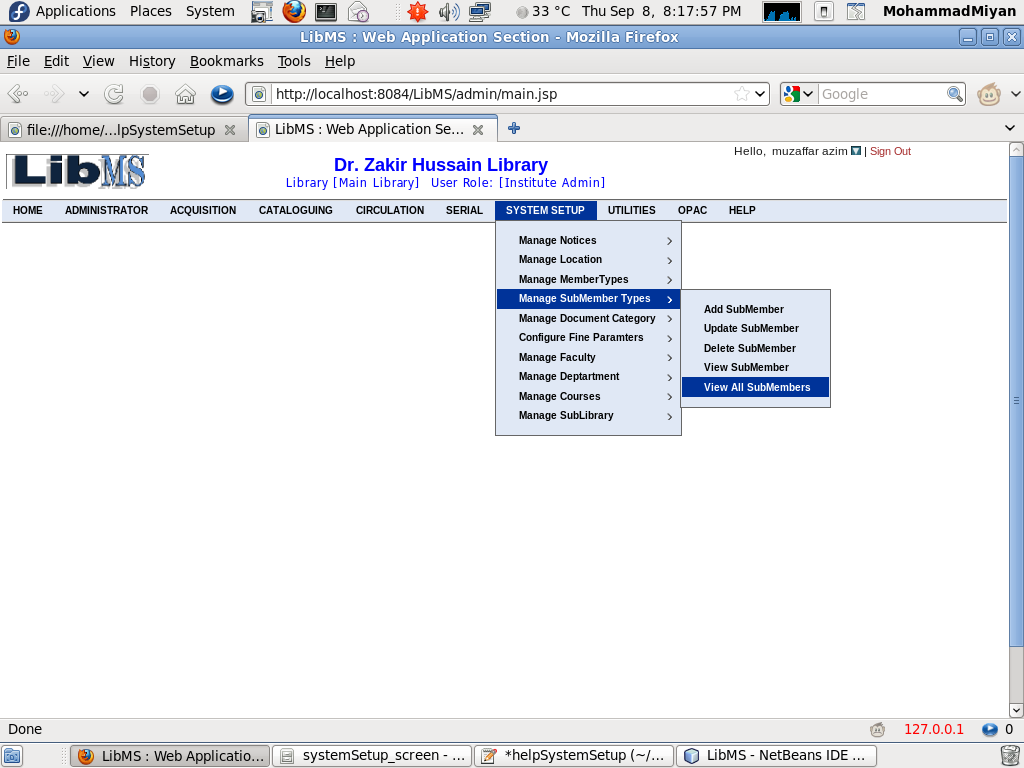 Applications Places System 33 °C Thu Sep 8, 8:17:57 PM MohammadMiyan
LibMS : Web Application Section - Mozilla Firefox
File Edit View History Bookmarks Tools Help
http://localhost:8084/LibMS/admin/main.jsp Google
file:///home/...lpSystemSetup LibMS : Web Application Se...
Hello, muzaffar azim | Sign Out
LibMS
Dr. Zakir Hussain Library
Library [Main Library] User Role: [Institute Admin]
HOME ADMINISTRATOR ACQUISITION CATALOGUING CIRCULATION SERIAL SYSTEM SETUP UTILITIES OPAC HELP
Manage Notices
Manage Location
Manage MemberTypes
Manage SubMember Types
Manage Document Category
Configure Fine Paramters
Manage Faculty
Manage Deptartment
Manage Courses
Manage SubLibrary
Add SubMember
Update SubMember
Delete SubMember
View SubMember
View All SubMembers
Done 127.0.0.1 0
LibMS : Web Applicatio... systemSetup_screen - ... *helpSystemSetup (~/... LibMS - NetBeans IDE ...